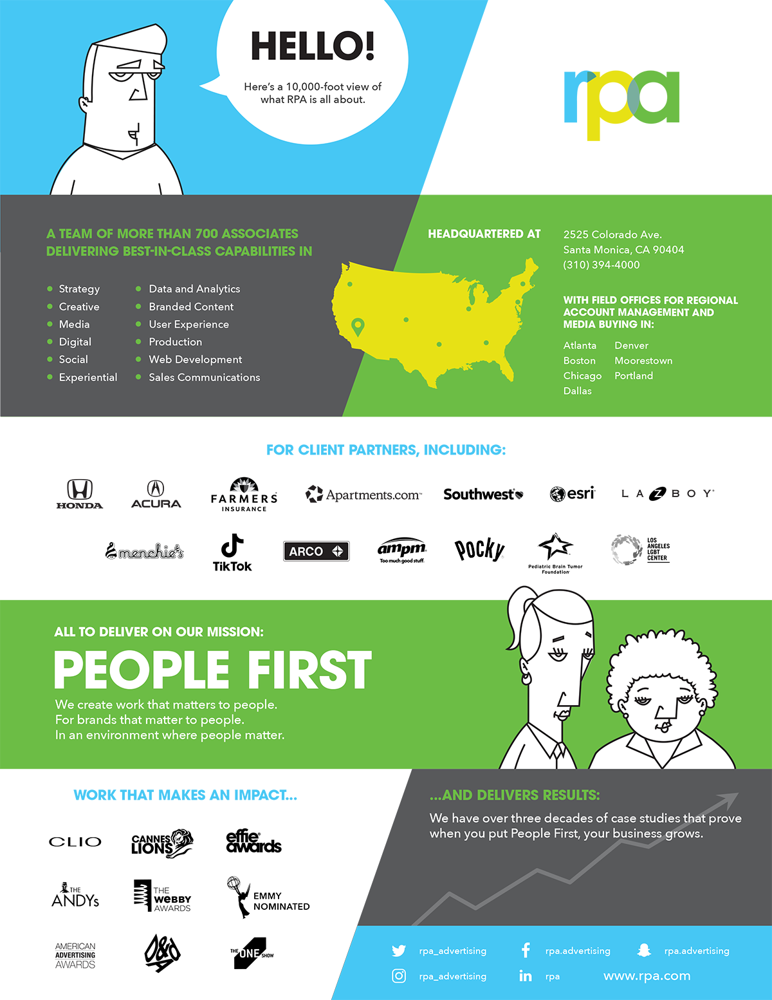 HELLO!
Here's a 10,000-foot view of
what RPA is all about.
rpa
A TEAM OF MORE THAN 700 ASSOCIATES
DELIVERING BEST-IN-CLASS CAPABILITIES IN
Strategy
Creative
Media
Digital
Social
Experiential
Data and Analytics
Branded Content
User Experience
Production
Web Development
Sales Communications
HEADQUARTERED AT
2525 Colorado Ave.
Santa Monica, CA 90404
(310) 394-4000
WITH FIELD OFFICES FOR REGIONAL
ACCOUNT MANAGEMENT AND
MEDIA BUYING IN:
Atlanta
Boston
Chicago
Dallas
Denver
Moorestown
Portland
FOR CLIENT PARTNERS, INCLUDING:
HONDA
ACURA
FARMERS
INSURANCE
Apartments.com™
Southwest
esri
LA Z BOY
menchie's
TikTok
ARCO
ampm
Too much good stuff.
POCKY
Pediatric Brain Tumor
Foundation
LOS
ANGELES
LGBT
CENTER
ALL TO DELIVER ON OUR MISSION:
PEOPLE FIRST
We create work that matters to people.
For brands that matter to people.
In an environment where people matter.
WORK THAT MAKES AN IMPACT...
CLIO
CANNES
LIONS
effie
awards
THE
ANDYs
THE
WEBBY
AWARDS
EMMY
NOMINATED
AMERICAN
ADVERTISING
AWARDS
D&AD
THE ONE SHOW
...AND DELIVERS RESULTS:
We have over three decades of case studies that prove
when you put People First, your business grows.
rpa_advertising
rpa.advertising
rpa.advertising
rpa_advertising
in rpa
www.rpa.com